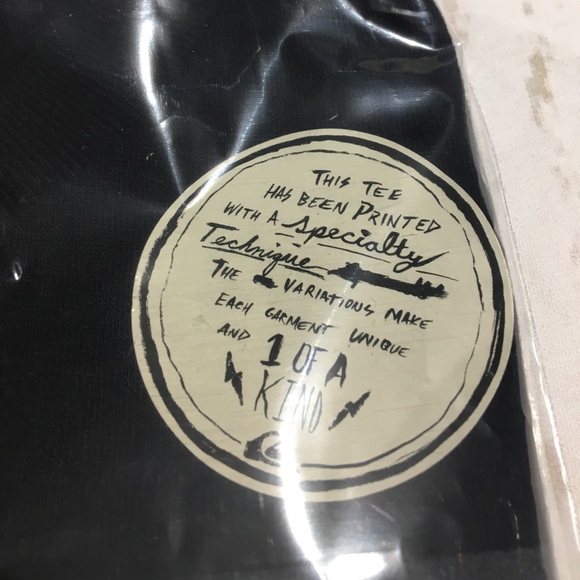 THIS TEE
HAS BEEN PRINTED
WITH A Specialty
Technique
THE VARIATIONS MAKE
EACH GARMENT UNIQUE
AND 1 OF A
KIND